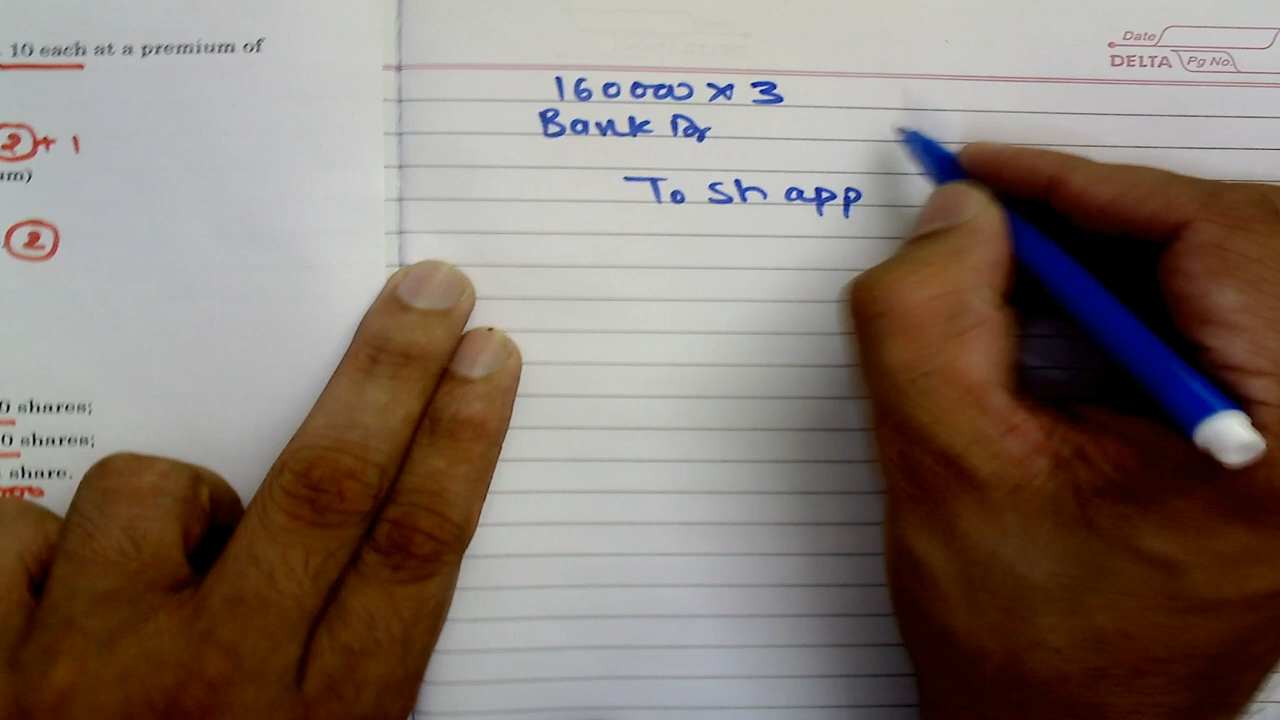 10 each at a premium of
2 + 1
um)
2
0 shares;
0 shares;
share.
Date
DELTA Pg No.
160000 × 3
Bank Dr
To sh app